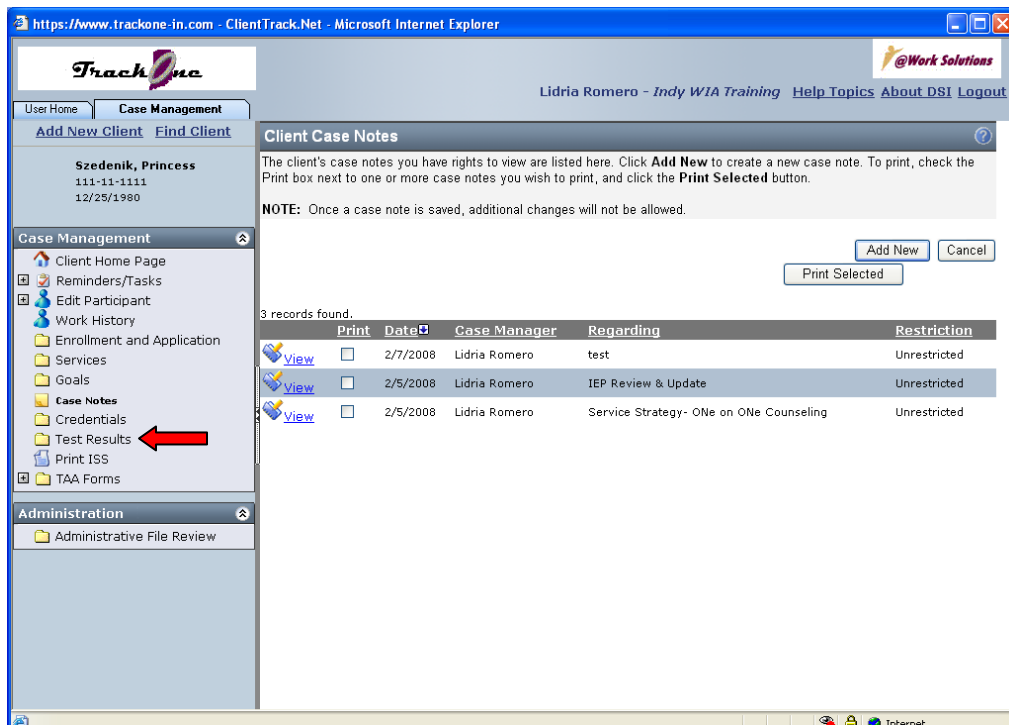 https://www.trackone-in.com - ClientTrack.Net - Microsoft Internet Explorer
TrackOne
@Work Solutions
Lidria Romero - Indy WIA Training Help Topics About DSI Logout
User Home Case Management
Add New Client Find Client
Szedenik, Princess
111-11-1111
12/25/1980
Case Management
Client Home Page
Reminders/Tasks
Edit Participant
Work History
Enrollment and Application
Services
Goals
Case Notes
Credentials
Test Results
Print ISS
TAA Forms
Administration
Administrative File Review
Client Case Notes
The client's case notes you have rights to view are listed here. Click Add New to create a new case note. To print, check the
Print box next to one or more case notes you wish to print, and click the Print Selected button.
NOTE: Once a case note is saved, additional changes will not be allowed.
Add New Cancel
Print Selected
3 records found.
Print Date Case Manager Regarding Restriction
View 2/7/2008 Lidria Romero test Unrestricted
View 2/5/2008 Lidria Romero IEP Review & Update Unrestricted
View 2/5/2008 Lidria Romero Service Strategy- ONe on ONe Counseling Unrestricted
Internet